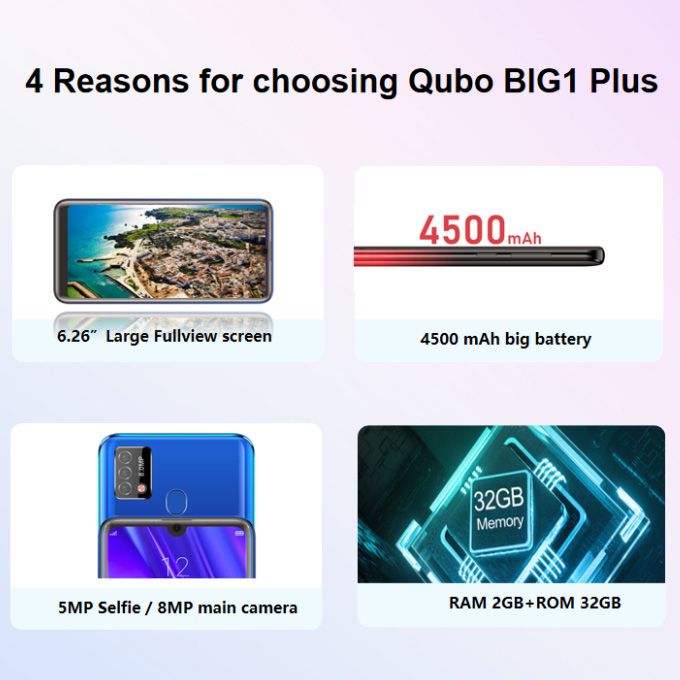 4 Reasons for choosing Qubo BIG1 Plus
6.26” Large Fullview screen
4500mAh
4500 mAh big battery
8.0MP
12
5MP Selfie / 8MP main camera
32GB
Memory
RAM 2GB+ROM 32GB